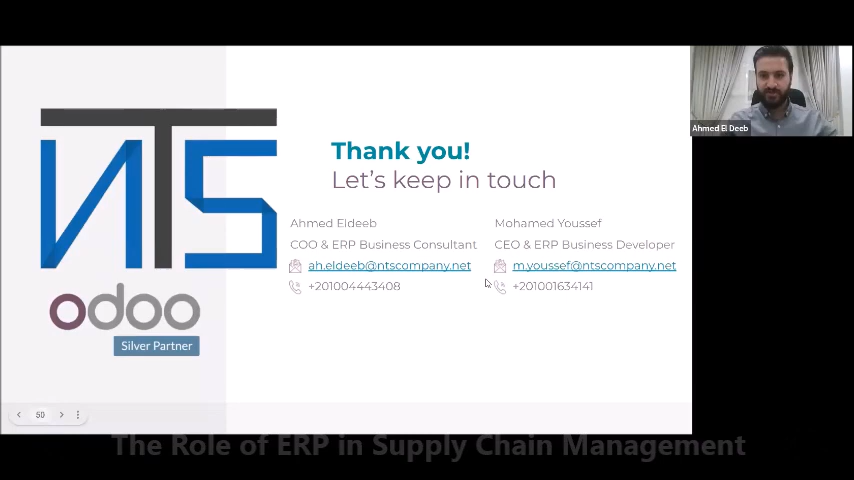 NTS
odoo
Silver Partner
Thank you!
Let's keep in touch
Ahmed Eldeeb
COO & ERP Business Consultant
ah.eldeeb@ntscompany.net
+201004443408
Mohamed Youssef
CEO & ERP Business Developer
m.youssef@ntscompany.net
+201001634141
Ahmed El Deeb
50
The Role of ERP in Supply Chain Management